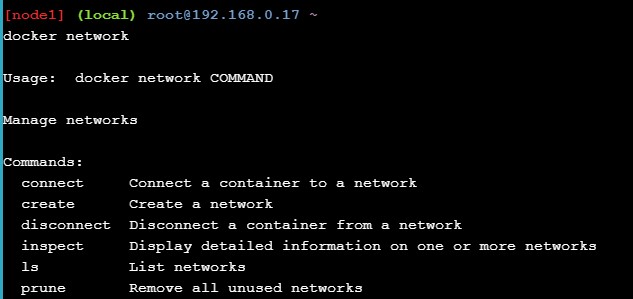 [node1] (local) root@192.168.0.17 ~
docker network
Usage:  docker network COMMAND
Manage networks
Commands:
  connect     Connect a container to a network
  create      Create a network
  disconnect  Disconnect a container from a network
  inspect     Display detailed information on one or more networks
  ls          List networks
  prune       Remove all unused networks